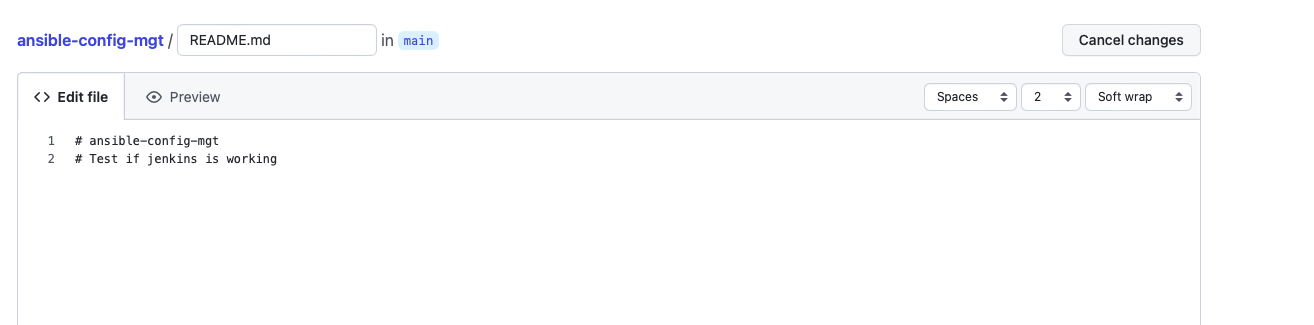 ansible-config-mgt / README.md in main Cancel changes
<> Edit file Preview Spaces 2 Soft wrap
1 # ansible-config-mgt
2 # Test if jenkins is working